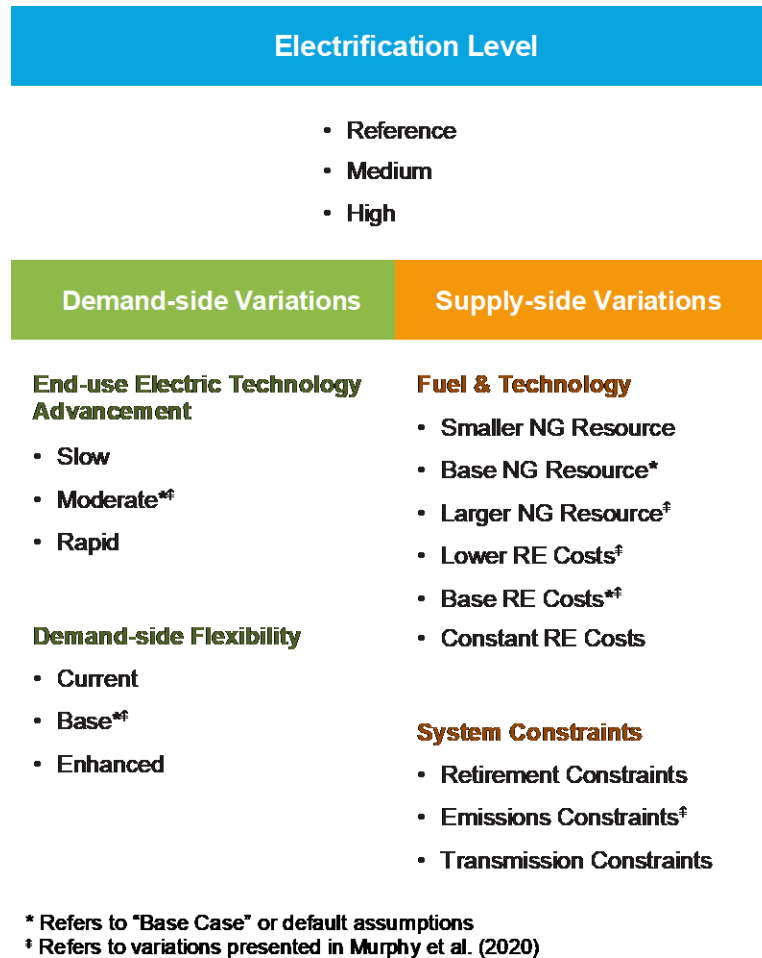 Electrification Level
• Reference
• Medium
• High
Demand-side Variations
Supply-side Variations
End-use Electric Technology
Advancement
• Slow
• Moderate*‡
• Rapid
Demand-side Flexibility
• Current
• Base*‡
• Enhanced
Fuel & Technology
• Smaller NG Resource
• Base NG Resource*
• Larger NG Resource‡
• Lower RE Costs‡
• Base RE Costs*‡
• Constant RE Costs
System Constraints
• Retirement Constraints
• Emissions Constraints‡
• Transmission Constraints
* Refers to “Base Case” or default assumptions
‡ Refers to variations presented in Murphy et al. (2020)